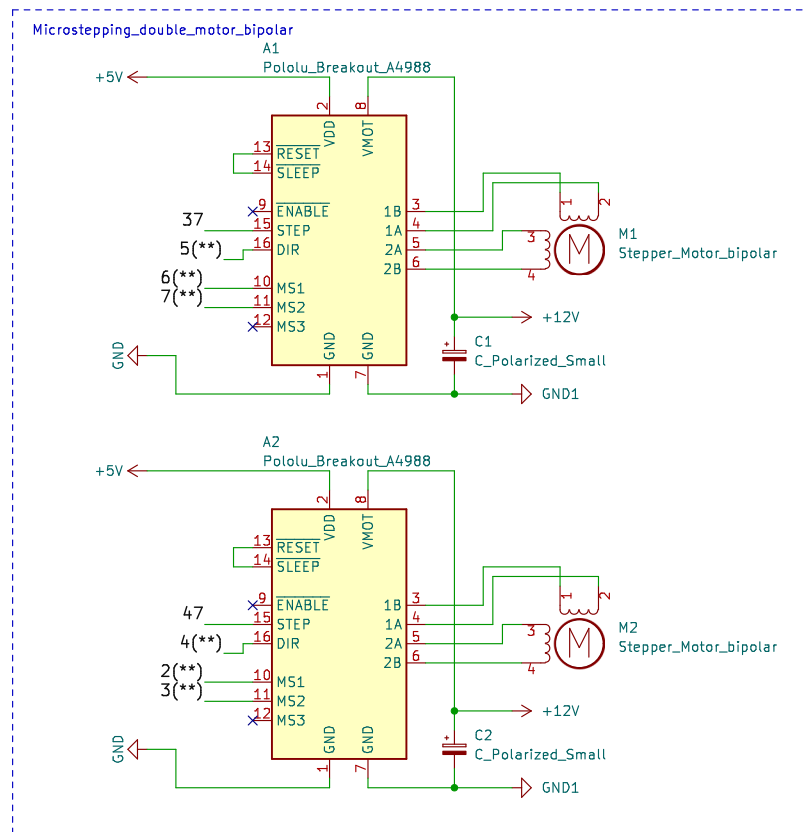 Microstepping_double_motor_bipolar
A1
Pololu_Breakout_A4988
+5V
2
8
VDD
VMOT
13
RESET
14
SLEEP
9
ENABLE
37
15
STEP
5(**)
16
DIR
6(**)
10
MS1
7(**)
11
MS2
12
MS3
1B
3
1A
4
2A
5
2B
6
1
2
3
4
M
M1
Stepper_Motor_bipolar
+12V
+
C1
C_Polarized_Small
GND
GND
GND
1
7
GND1
A2
Pololu_Breakout_A4988
+5V
2
8
VDD
VMOT
13
RESET
14
SLEEP
9
ENABLE
47
15
STEP
4(**)
16
DIR
2(**)
10
MS1
3(**)
11
MS2
12
MS3
1B
3
1A
4
2A
5
2B
6
1
2
3
4
M
M2
Stepper_Motor_bipolar
+12V
+
C2
C_Polarized_Small
GND
GND
GND
1
7
GND1